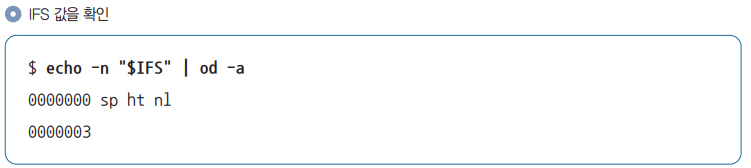 IFS 값을 확인
$ echo -n "$IFS" | od -a
0000000 sp ht nl
0000003